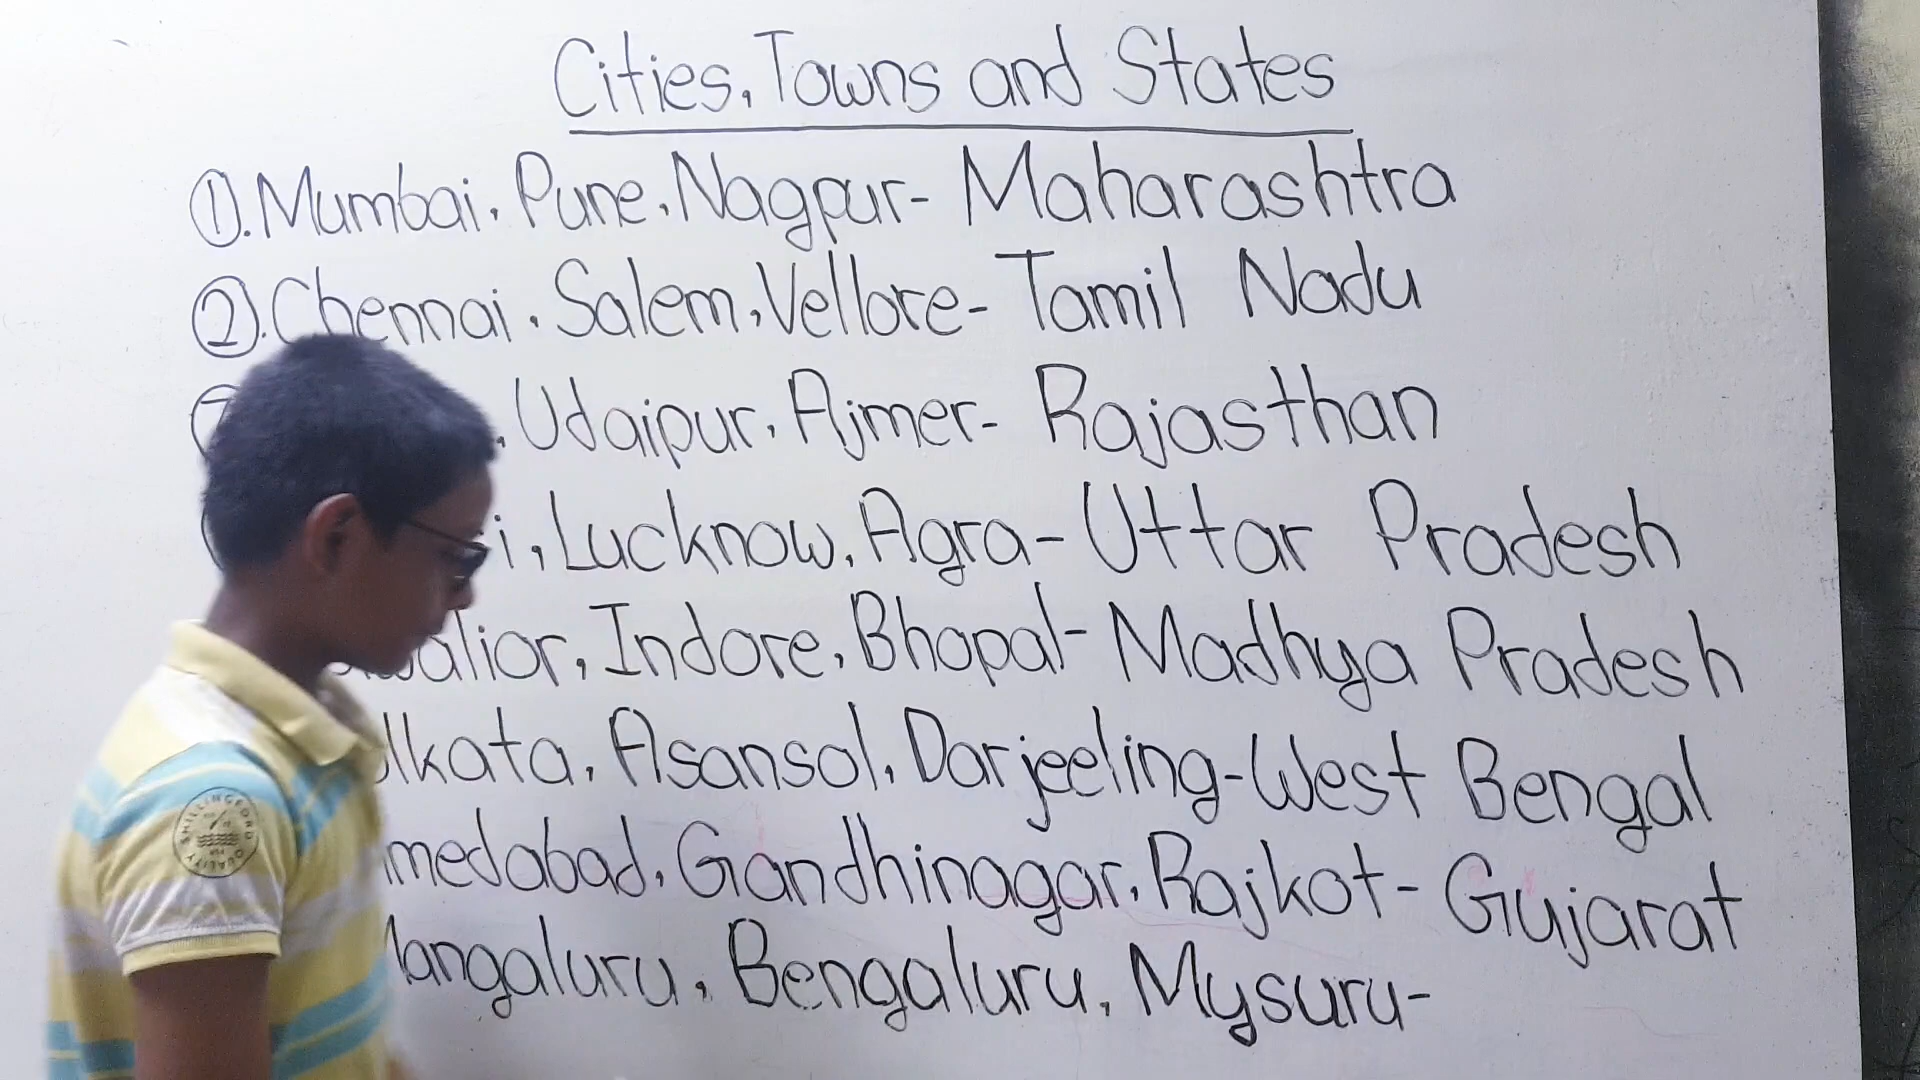 Cities, Towns and States
①. Mumbai, Pune, Nagpur- Maharashtra
②. Chennai, Salem, Vellore- Tamil Nadu
, Udaipur, Ajmer- Rajasthan
i, Lucknow, Agra- Uttar Pradesh
alior, Indore, Bhopal- Madhya Pradesh
lkata, Asansol, Darjeeling- West Bengal
medabad, Gandhinagar, Rajkot- Gujarat
angaluru, Bengaluru, Mysuru-
SHILLINGFORD QUALITY